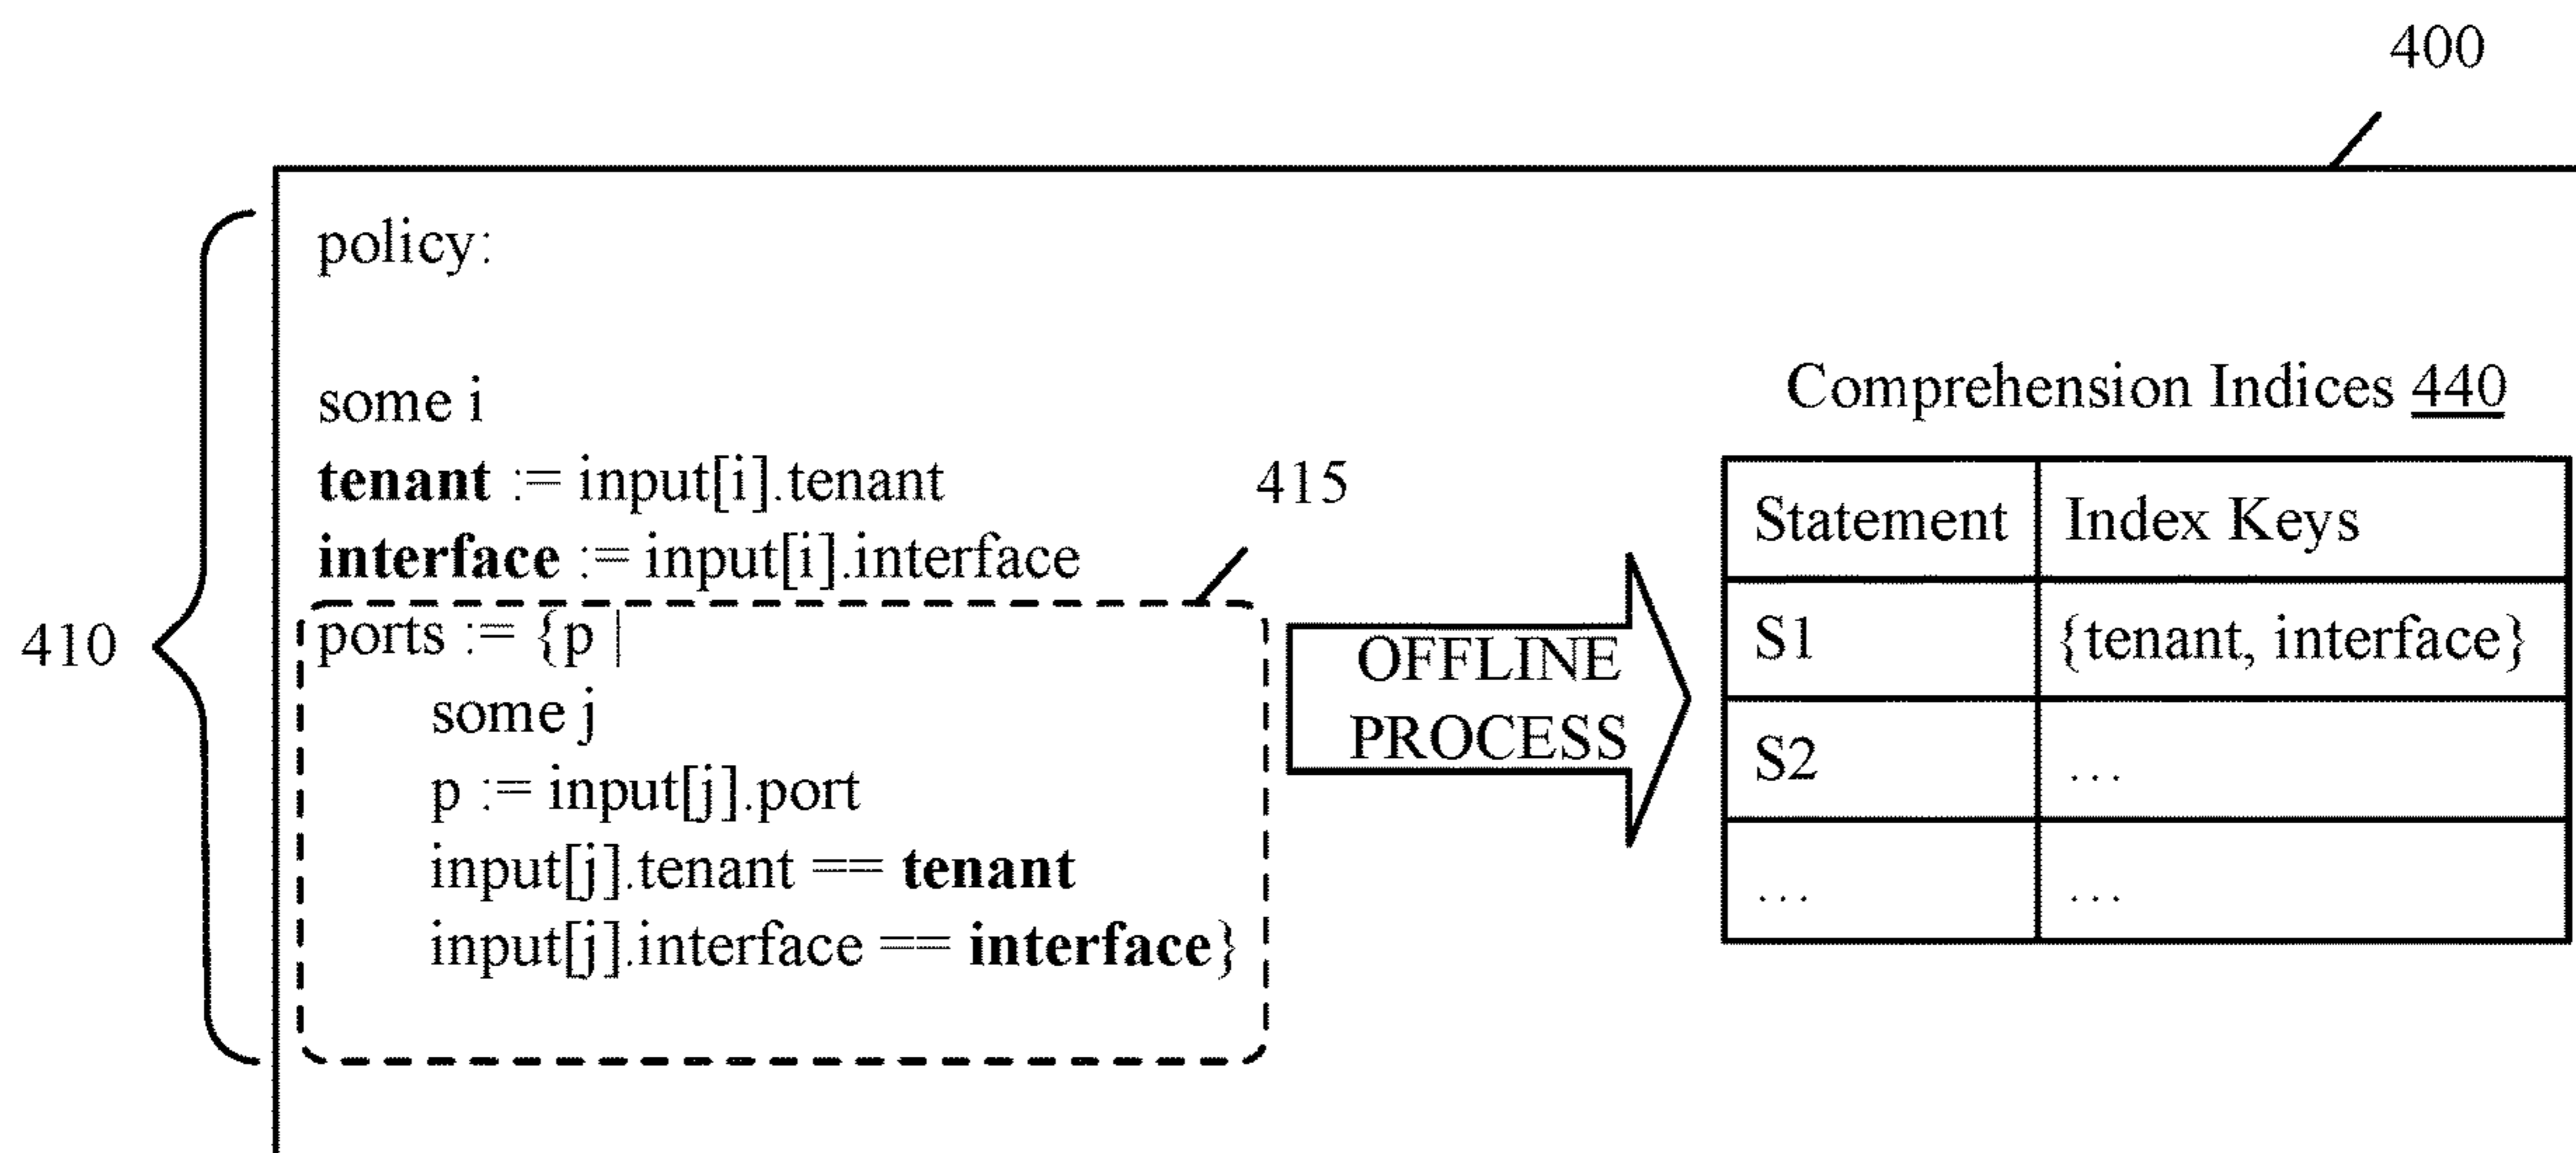 400
policy:
some i
tenant := input[i].tenant
interface := input[i].interface
415
410
ports := {p |
some j
p := input[j].port
input[j].tenant == tenant
input[j].interface == interface}
OFFLINE
PROCESS
Comprehension Indices 440
Statement Index Keys
S1 {tenant, interface}
S2 ...
... ...